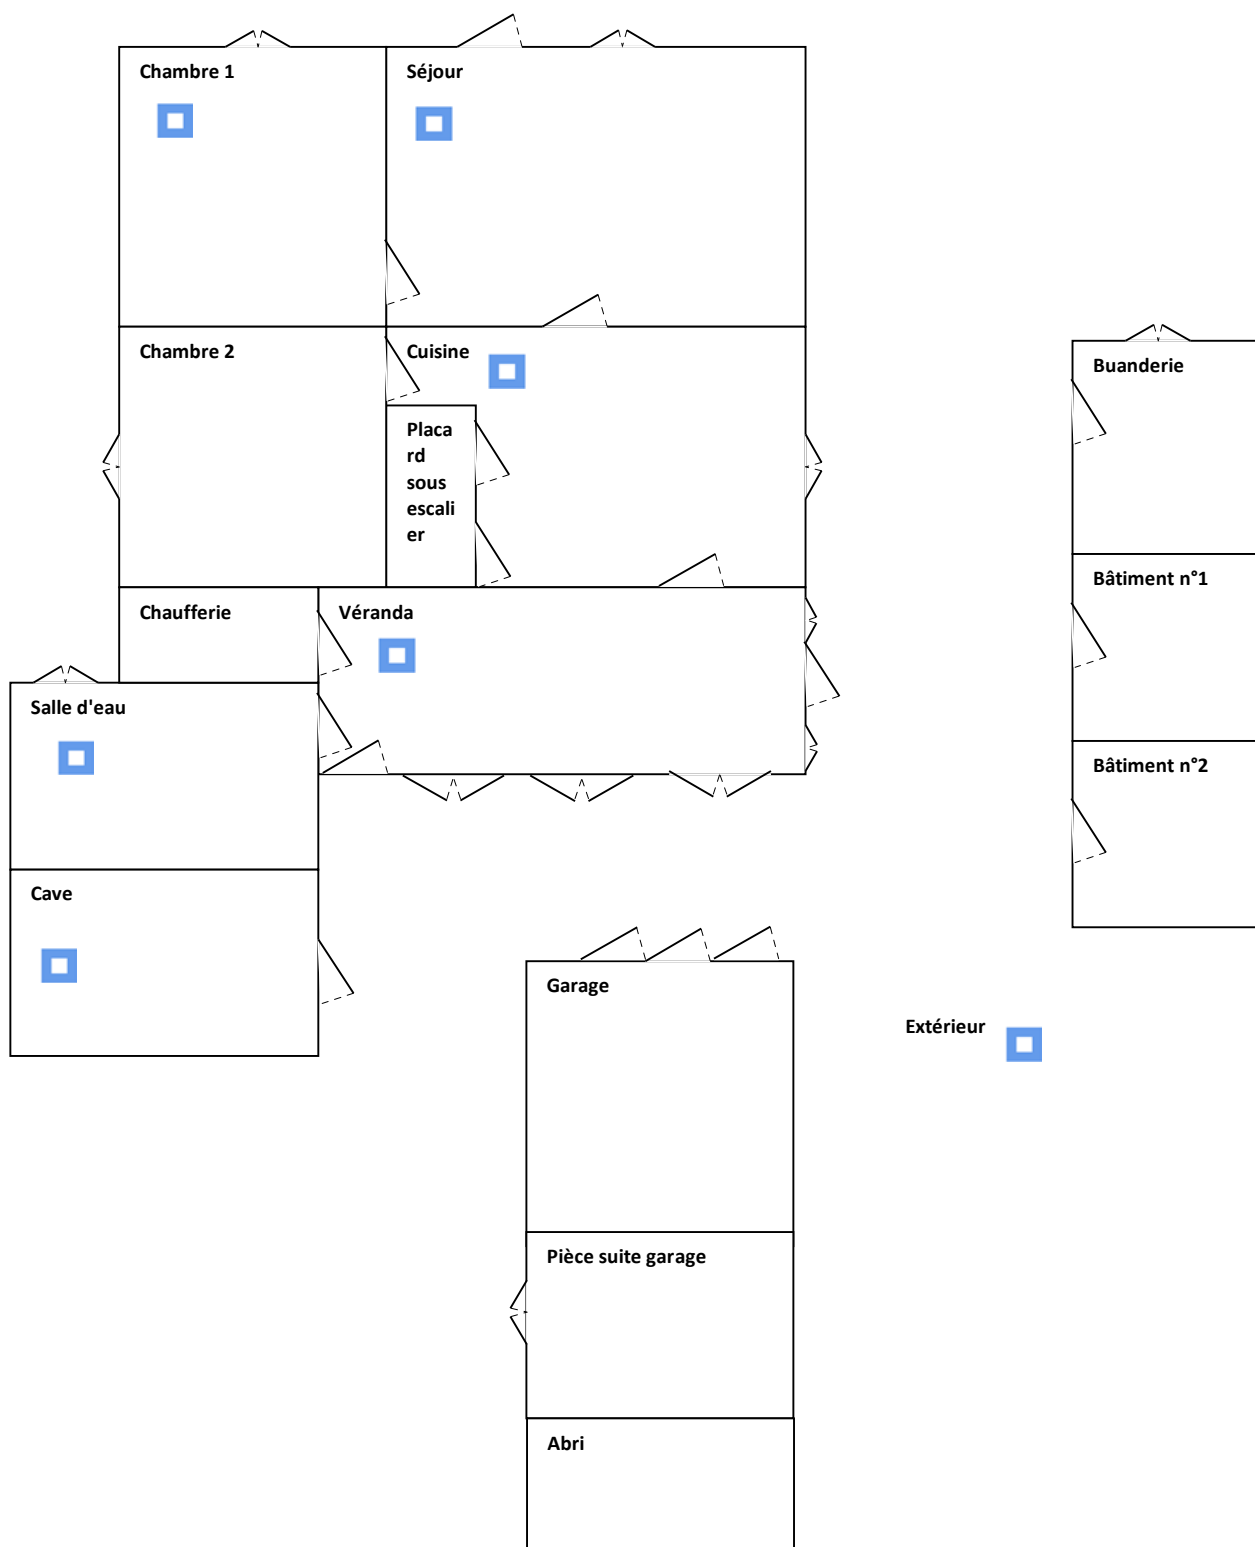 Chambre 1
Séjour
Chambre 2
Cuisine
Buanderie
Placa
rd
sous
escali
er
Bâtiment n°1
Chaufferie
Véranda
Salle d'eau
Bâtiment n°2
Cave
Garage
Extérieur
Pièce suite garage
Abri